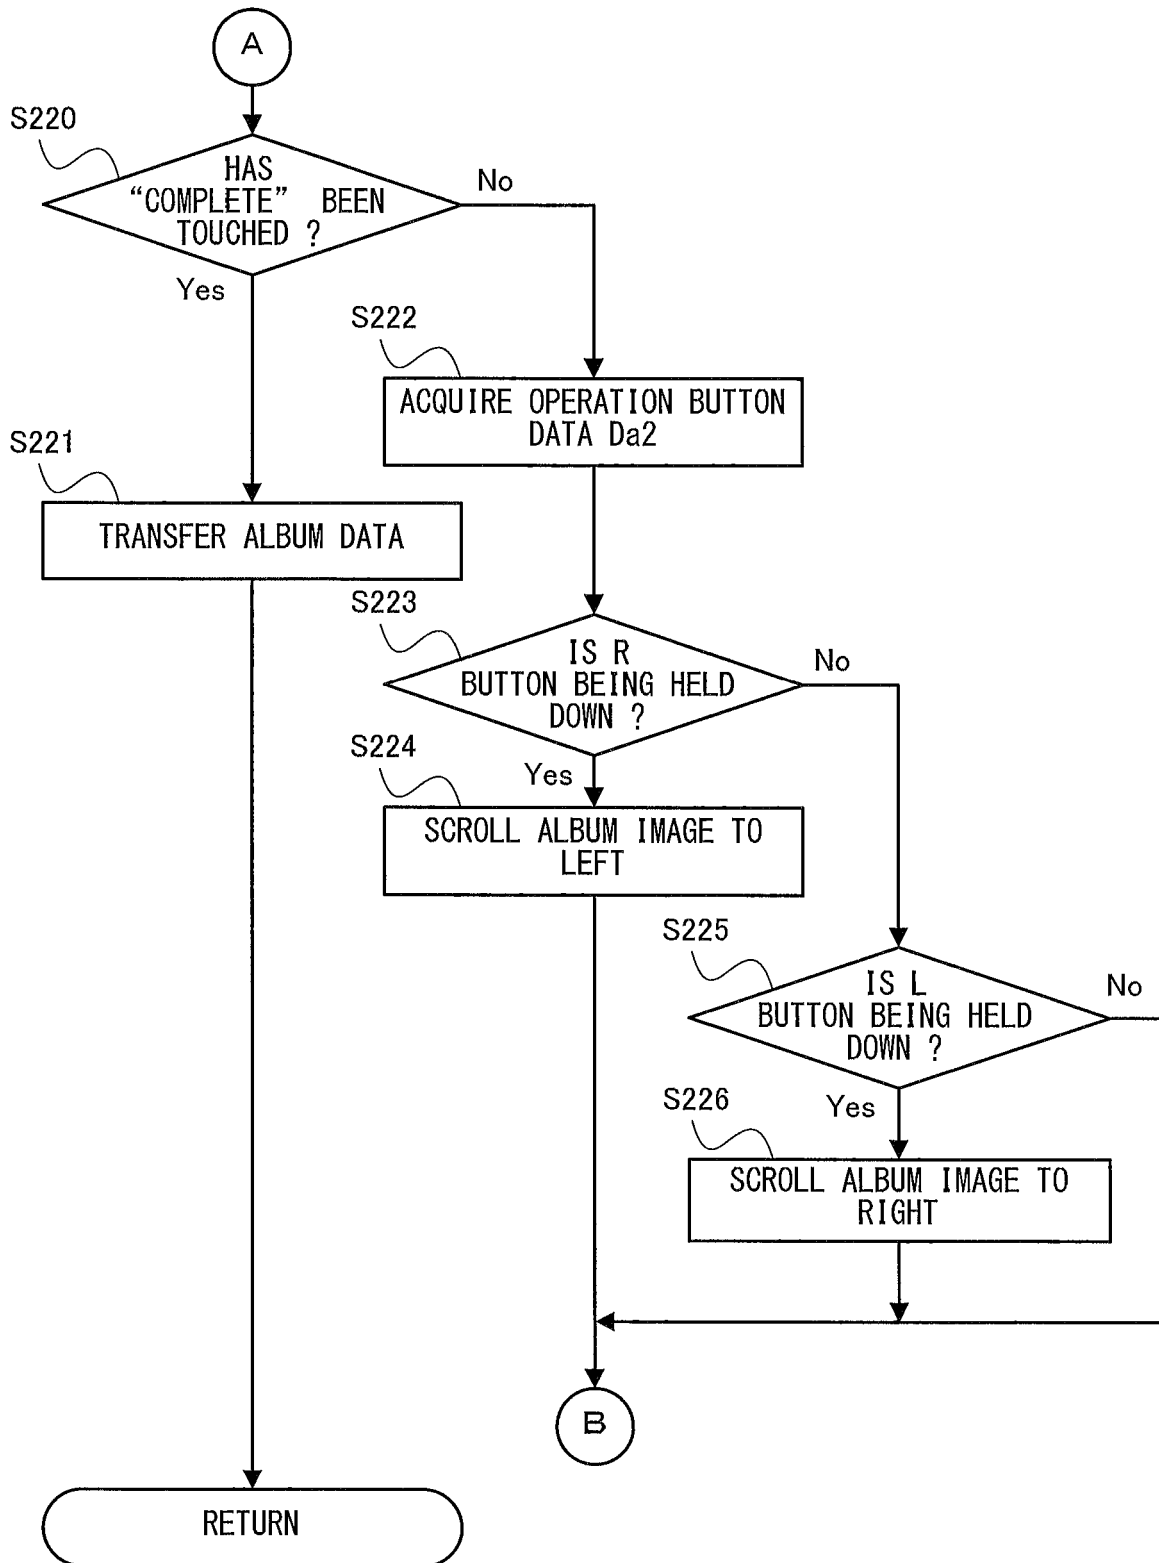 A
S220
HAS
“COMPLETE” BEEN
TOUCHED ?
No
Yes
S222
ACQUIRE OPERATION BUTTON
DATA Da2
S221
TRANSFER ALBUM DATA
S223
IS R
BUTTON BEING HELD
DOWN ?
No
Yes
S224
SCROLL ALBUM IMAGE TO
LEFT
S225
IS L
BUTTON BEING HELD
DOWN ?
No
Yes
S226
SCROLL ALBUM IMAGE TO
RIGHT
B
RETURN